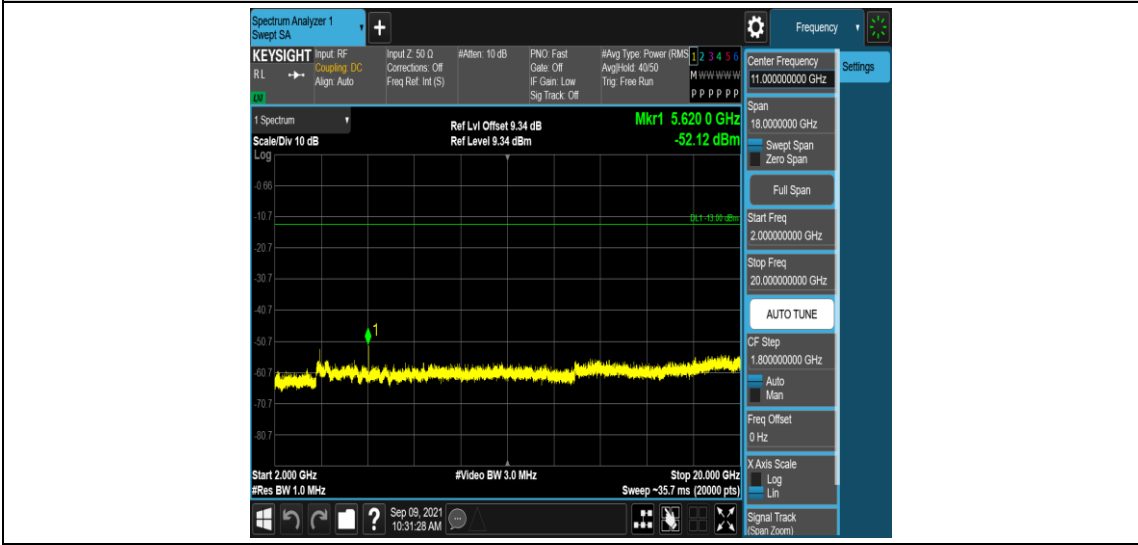 Spectrum Analyzer 1
Swept SA
+
Frequency
KEYSIGHT
RL
LNI
Input: RF
Coupling: DC
Align: Auto
Input Z: 50 Ω
Corrections: Off
Freq Ref: Int (S)
#Atten: 10 dB
PNO: Fast
Gate: Off
IF Gain: Low
Sig Track: Off
#Avg Type: Power (RMS
Avg|Hold: 40/50
Trig: Free Run
1 2 3 4 5 6
M W W W W W
P P P P P P
1 Spectrum
Scale/Div 10 dB
Log
Ref Lvl Offset 9.34 dB
Ref Level 9.34 dBm
Mkr1 5.620 0 GHz
-52.12 dBm
-0.66
-10.7
DL1 -13.00 dBm
-20.7
-30.7
-40.7
1
-50.7
-60.7
-70.7
-80.7
Start 2.000 GHz
#Video BW 3.0 MHz
Stop 20.000 GHz
#Res BW 1.0 MHz
Sweep ~35.7 ms (20000 pts)
?
Sep 09, 2021
10:31:28 AM
Center Frequency
11.000000000 GHz
Settings
Span
18.0000000 GHz
Swept Span
Zero Span
Full Span
Start Freq
2.000000000 GHz
Stop Freq
20.000000000 GHz
AUTO TUNE
CF Step
1.800000000 GHz
Auto
Man
Freq Offset
0 Hz
X Axis Scale
Log
Lin
Signal Track
(Span Zoom)